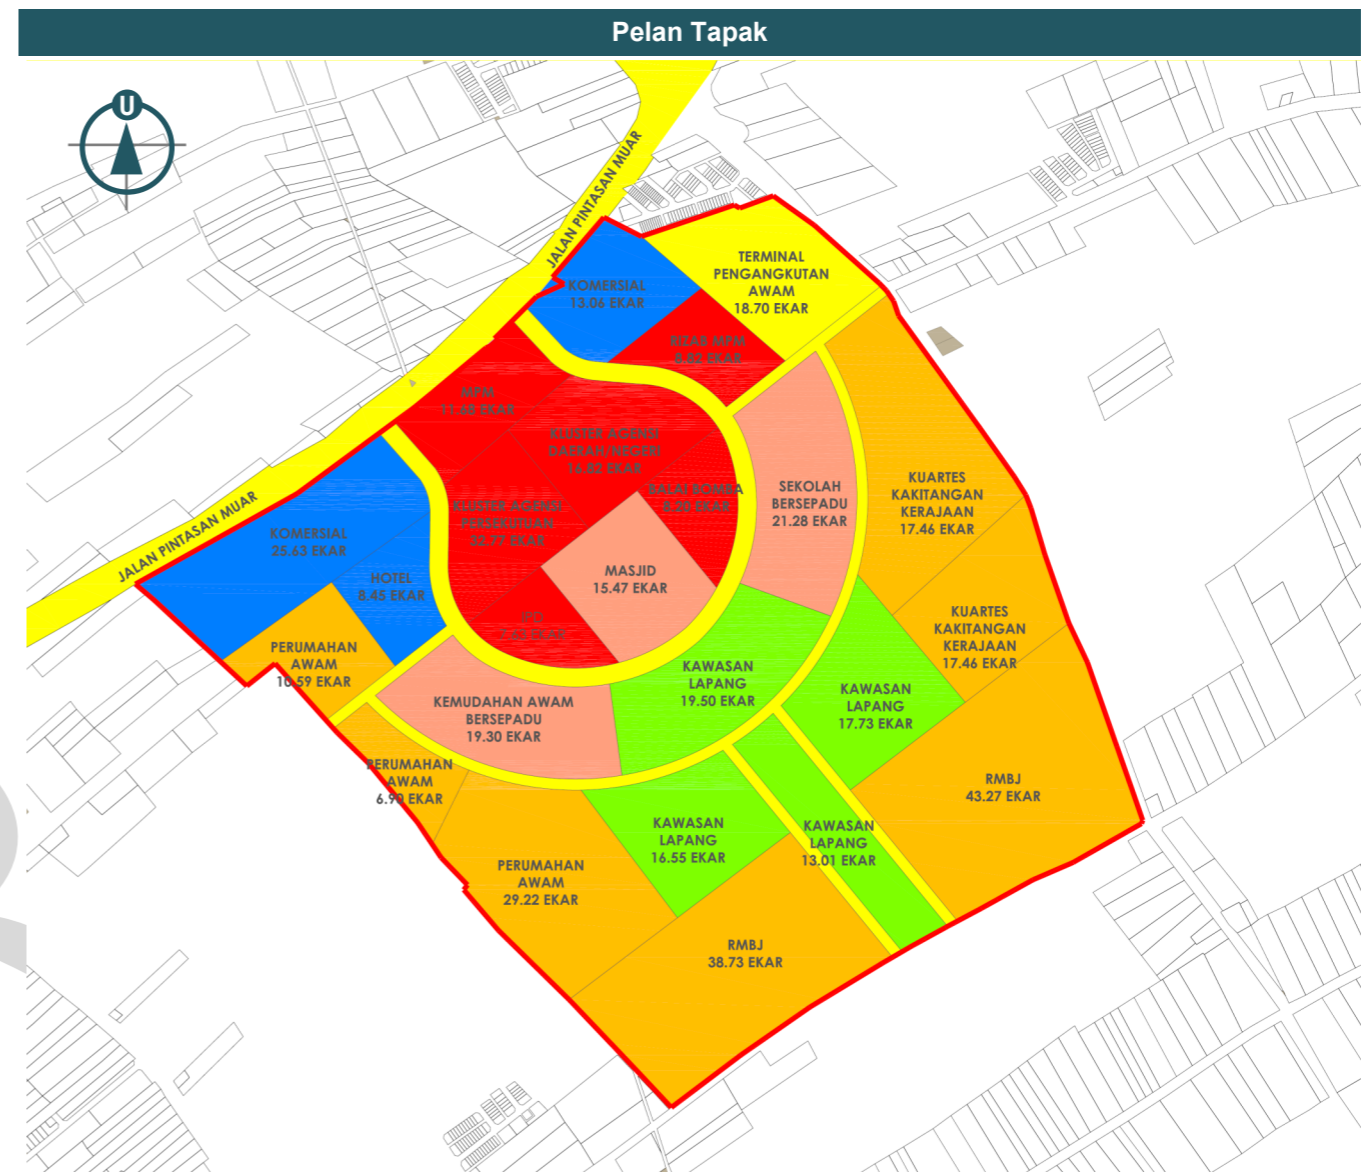 Pelan Tapak
U
JALAN PINTASAN MUAR
KOMERSIAL
13.06 EKAR
TERMINAL
PENGANGKUTAN
AWAM
18.70 EKAR
RIZAB MPM
8.82 EKAR
MPM
11.68 EKAR
KLUSTER AGENSI
DAERAH/NEGERI
16.82 EKAR
BALAI BOMBA
8.20 EKAR
SEKOLAH
BERSEPADU
21.28 EKAR
KUARTES
KAKITANGAN
KERAJAAN
17.46 EKAR
JALAN PINTASAN MUAR
KOMERSIAL
25.63 EKAR
KLUSTER AGENSI
PERSEKUTUAN
32.77 EKAR
HOTEL
8.45 EKAR
MASJID
15.47 EKAR
IPD
7.63 EKAR
KUARTES
KAKITANGAN
KERAJAAN
17.46 EKAR
PERUMAHAN
AWAM
10.59 EKAR
KEMUDAHAN AWAM
BERSEPADU
19.30 EKAR
KAWASAN
LAPANG
19.50 EKAR
KAWASAN
LAPANG
17.73 EKAR
PERUMAHAN
AWAM
6.90 EKAR
RMBJ
43.27 EKAR
KAWASAN
LAPANG
16.55 EKAR
KAWASAN
LAPANG
13.01 EKAR
PERUMAHAN
AWAM
29.22 EKAR
RMBJ
38.73 EKAR